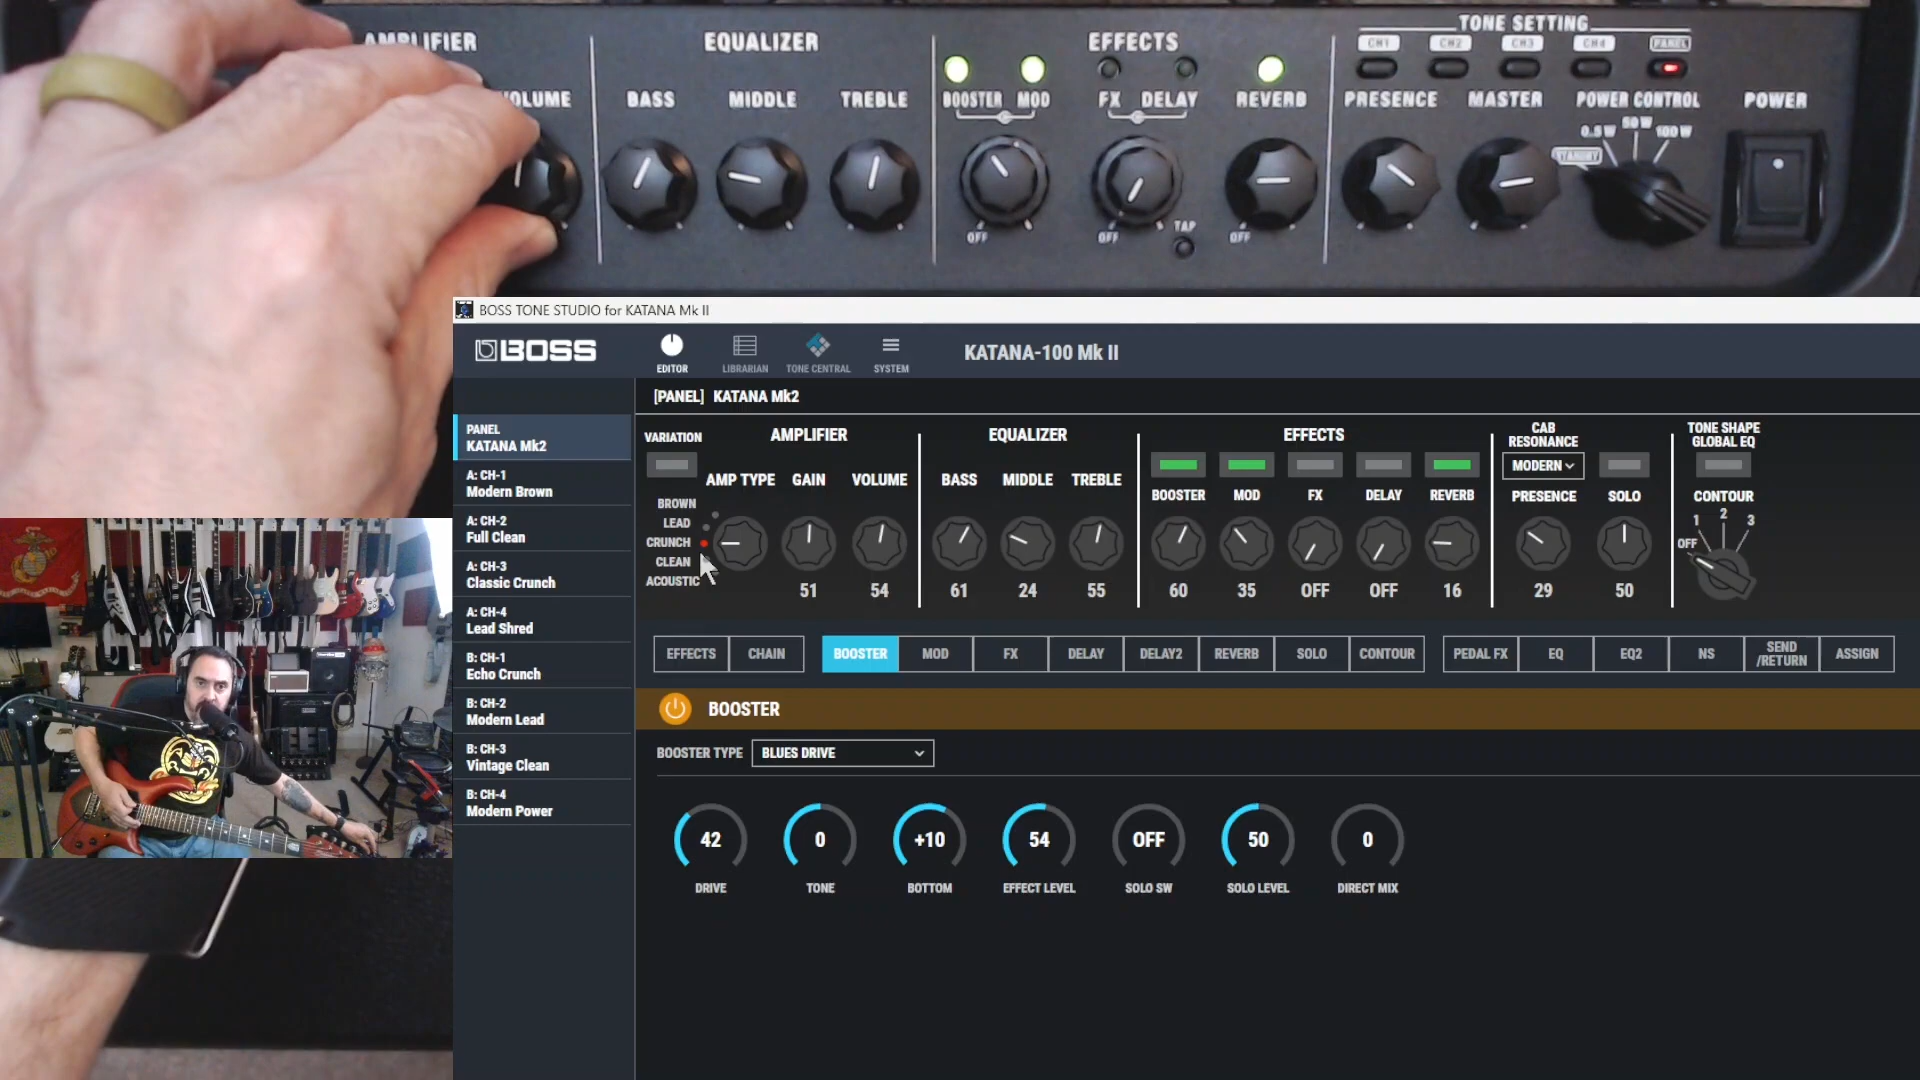 AMPLIFIER
EQUALIZER
EFFECTS
TONE SETTING
CH1 CH2 CH3 CH4 PANEL
VOLUME BASS MIDDLE TREBLE BOOSTER MOD FX DELAY REVERB PRESENCE MASTER POWER CONTROL POWER
STANDBY 0.5W 50W 100W
OFF OFF TAP OFF
BOSS TONE STUDIO for KATANA Mk II
BOSS
EDITOR LIBRARIAN TONE CENTRAL SYSTEM
KATANA-100 Mk II
[PANEL] KATANA Mk2
PANEL
KATANA Mk2
A: CH-1
Modern Brown
A: CH-2
Full Clean
A: CH-3
Classic Crunch
A: CH-4
Lead Shred
B: CH-1
Echo Crunch
B: CH-2
Modern Lead
B: CH-3
Vintage Clean
B: CH-4
Modern Power
VARIATION
AMPLIFIER
AMP TYPE GAIN VOLUME
BROWN
LEAD
CRUNCH
CLEAN
ACOUSTIC
51 54
EQUALIZER
BASS MIDDLE TREBLE
61 24 55
EFFECTS
BOOSTER MOD FX DELAY REVERB
60 35 OFF OFF 16
CAB
RESONANCE
MODERN
PRESENCE SOLO
29 50
TONE SHAPE
GLOBAL EQ
CONTOUR
OFF 1 2 3
EFFECTS CHAIN BOOSTER MOD FX DELAY DELAY2 REVERB SOLO CONTOUR PEDAL FX EQ EQ2 NS SEND /RETURN ASSIGN
BOOSTER
BOOSTER TYPE BLUES DRIVE
42 0 +10 54 OFF 50 0
DRIVE TONE BOTTOM EFFECT LEVEL SOLO SW SOLO LEVEL DIRECT MIX